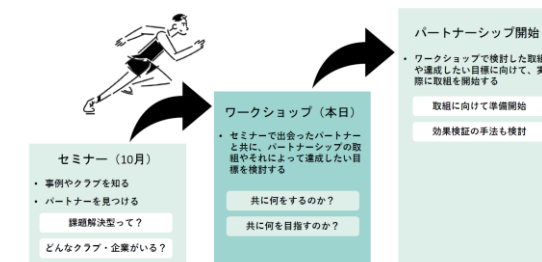 セミナー（10月）
・ 事例やクラブを知る
・ パートナーを見つける
課題解決型って？
どんなクラブ・企業がいる？
ワークショップ（本日）
・ セミナーで出会ったパートナー
と共に、パートナーシップの取
組やそれによって達成したい目
標を検討する
共に何をするのか？
共に何を目指すのか？
パートナーシップ開始
・ ワークショップで検討した取組
や達成したい目標に向けて、実
際に取組を開始する
取組に向けて準備開始
効果検証の手法も検討